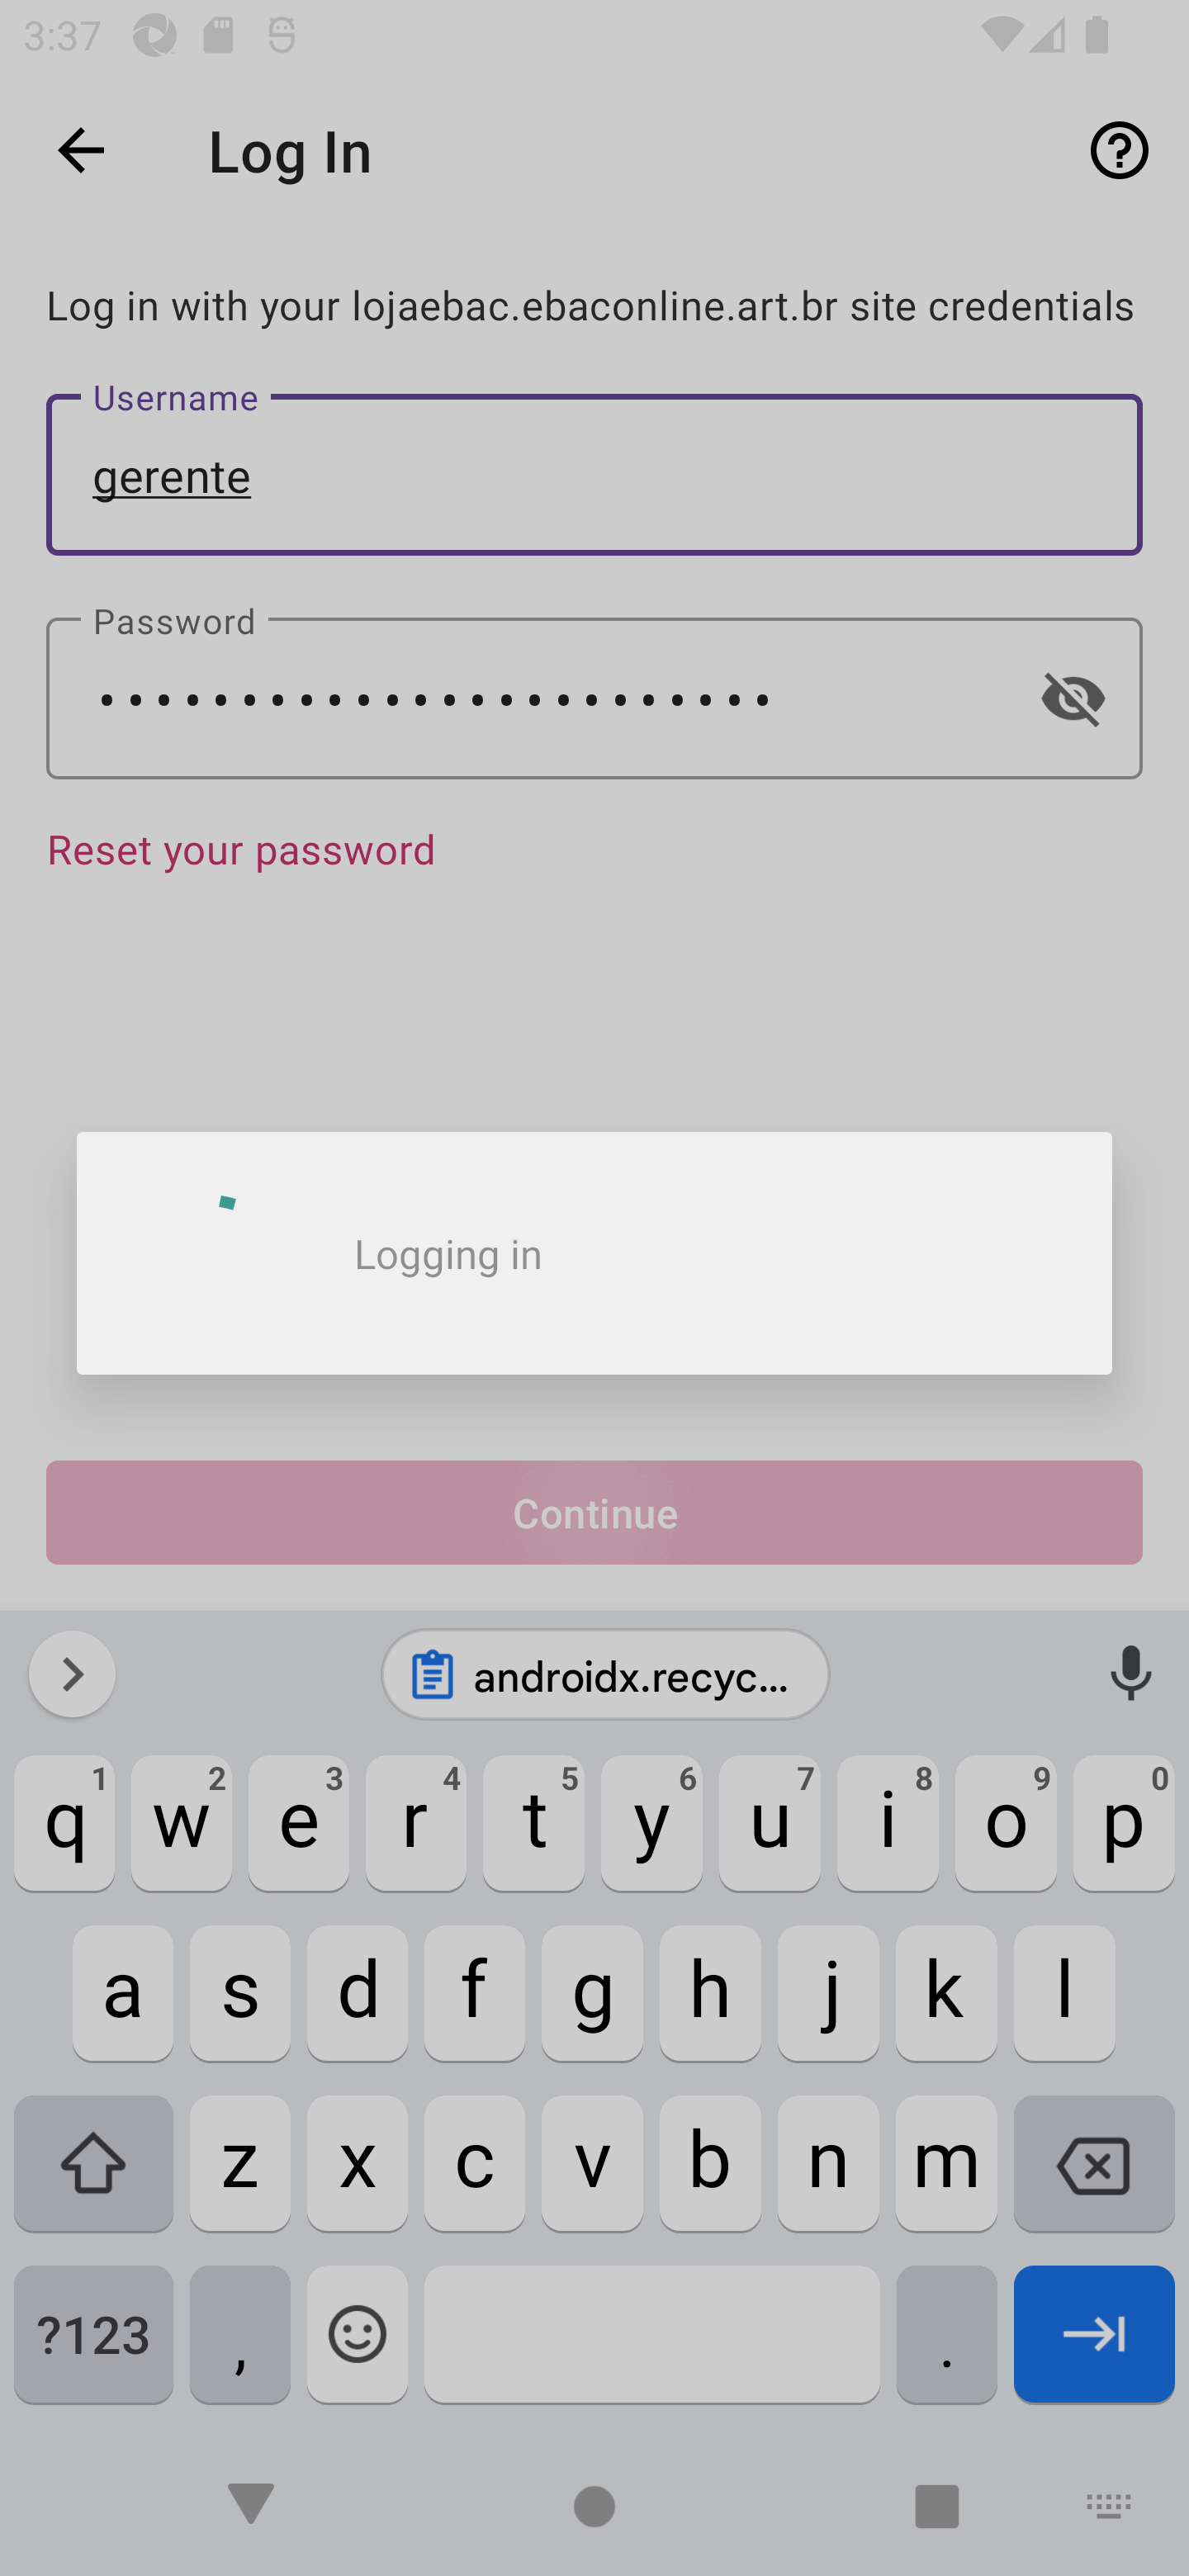 3:37
Log In
Log in with your lojaebac.ebaconline.art.br site credentials
Username
gerente
Password
••••••••••••••••••••••••
Reset your password
Logging in
Continue
androidx.recyc...
q1 w2 e3 r4 t5 y6 u7 i8 o9 p0
a s d f g h j k l
z x c v b n m
?123 , .